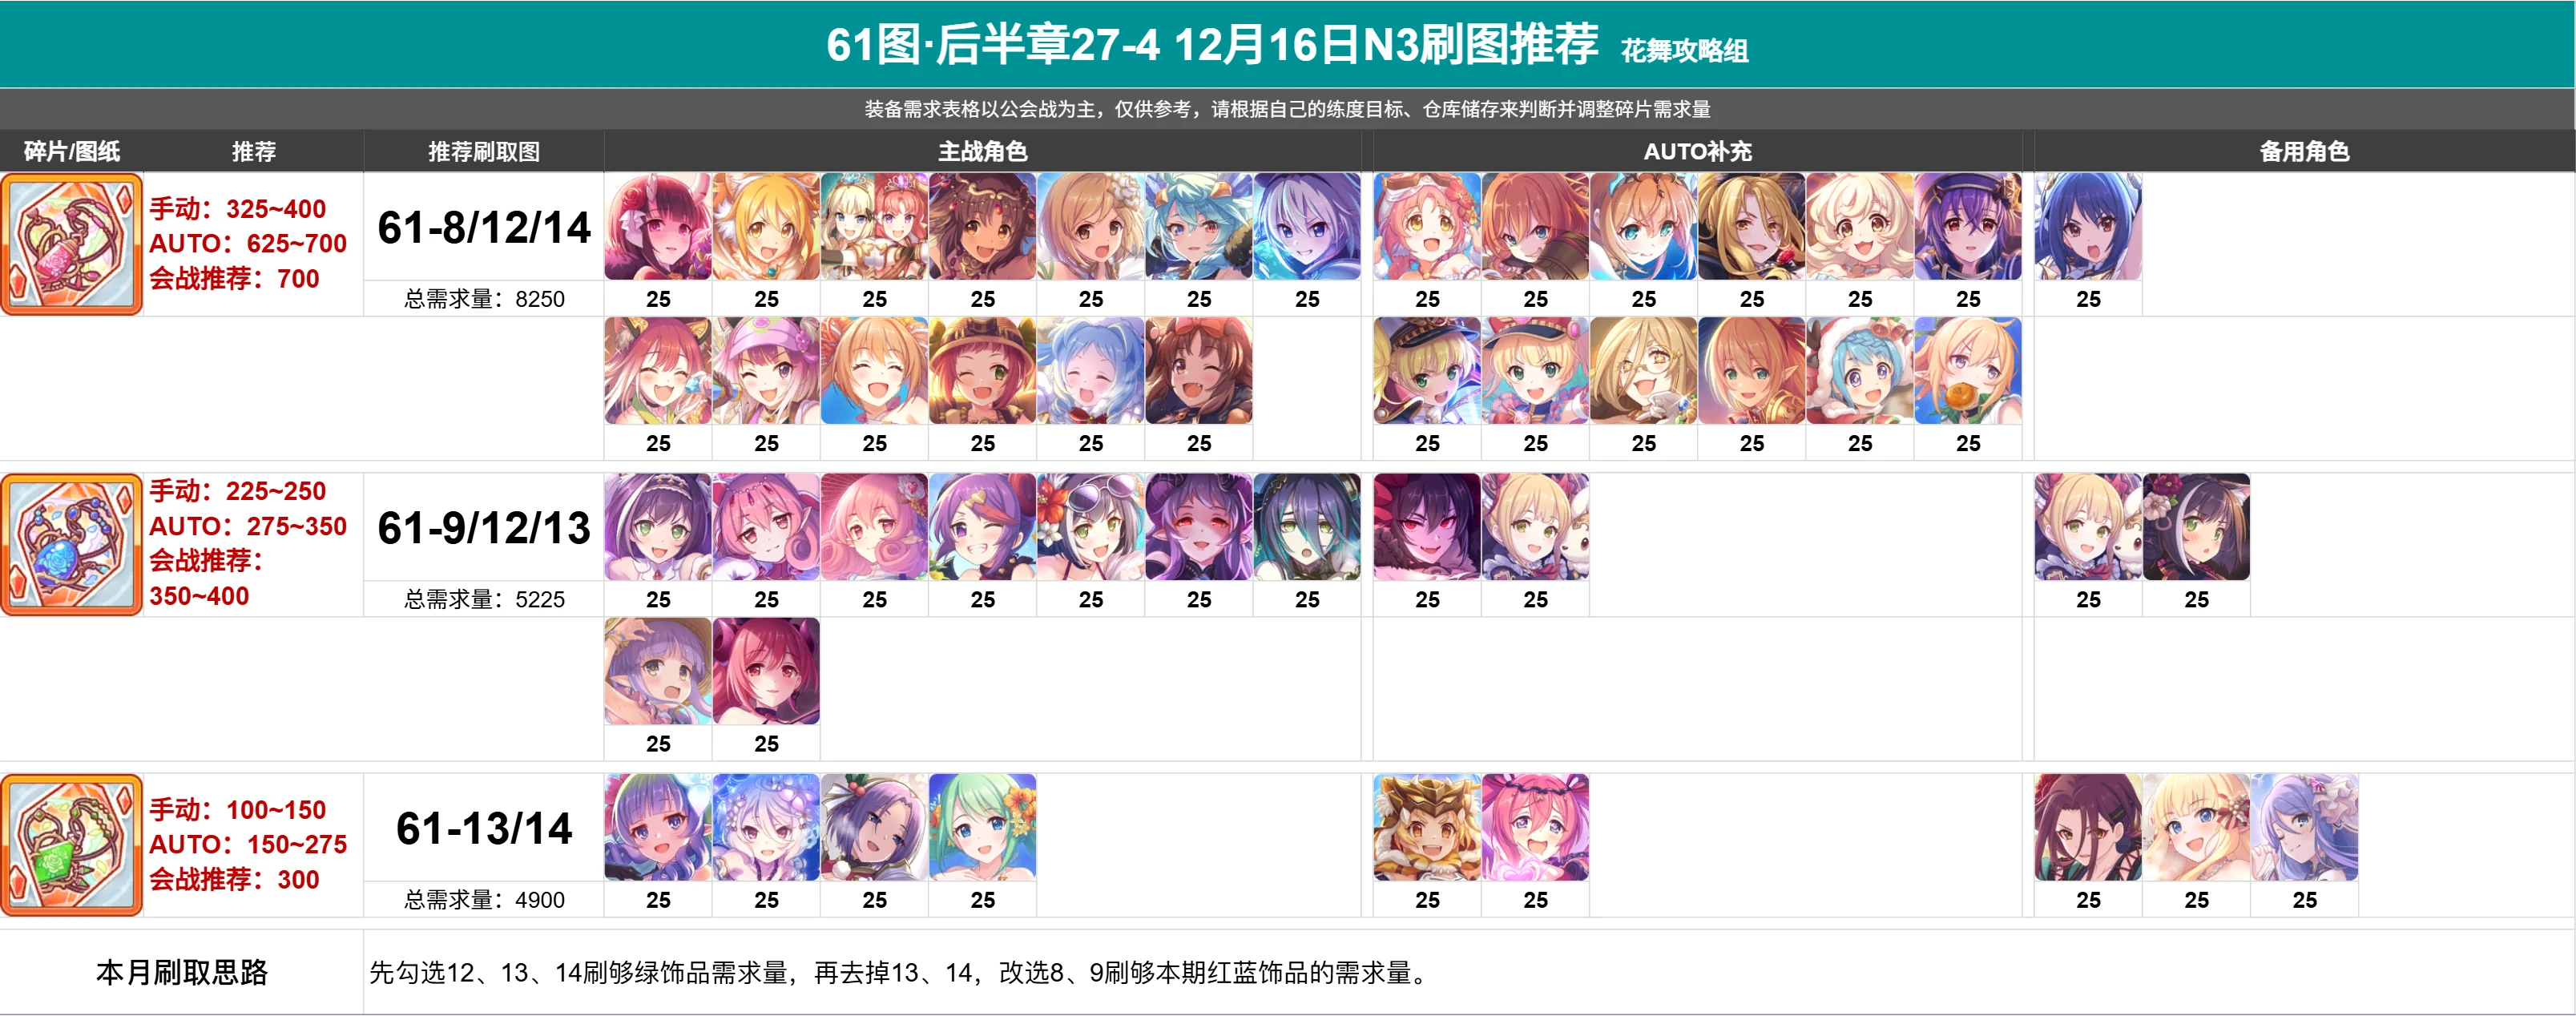 61图·后半章27-4 12月16日N3刷图推荐 花舞攻略组
装备需求表格以公会战为主，仅供参考，请根据自己的练度目标、仓库储存来判断并调整碎片需求量
碎片/图纸 推荐 推荐刷取图 主战角色 AUTO补充 备用角色
手动：325~400
AUTO：625~700
会战推荐：700
61-8/12/14
总需求量：8250
25 25 25 25 25 25 25 25 25 25 25 25 25 25
25 25 25 25 25 25 25 25 25 25 25 25
手动：225~250
AUTO：275~350
会战推荐：
350~400
61-9/12/13
总需求量：5225
25 25 25 25 25 25 25 25 25 25 25
25 25
手动：100~150
AUTO：150~275
会战推荐：300
61-13/14
总需求量：4900
25 25 25 25 25 25 25 25 25
本月刷取思路
先勾选12、13、14刷够绿饰品需求量，再去掉13、14，改选8、9刷够本期红蓝饰品的需求量。